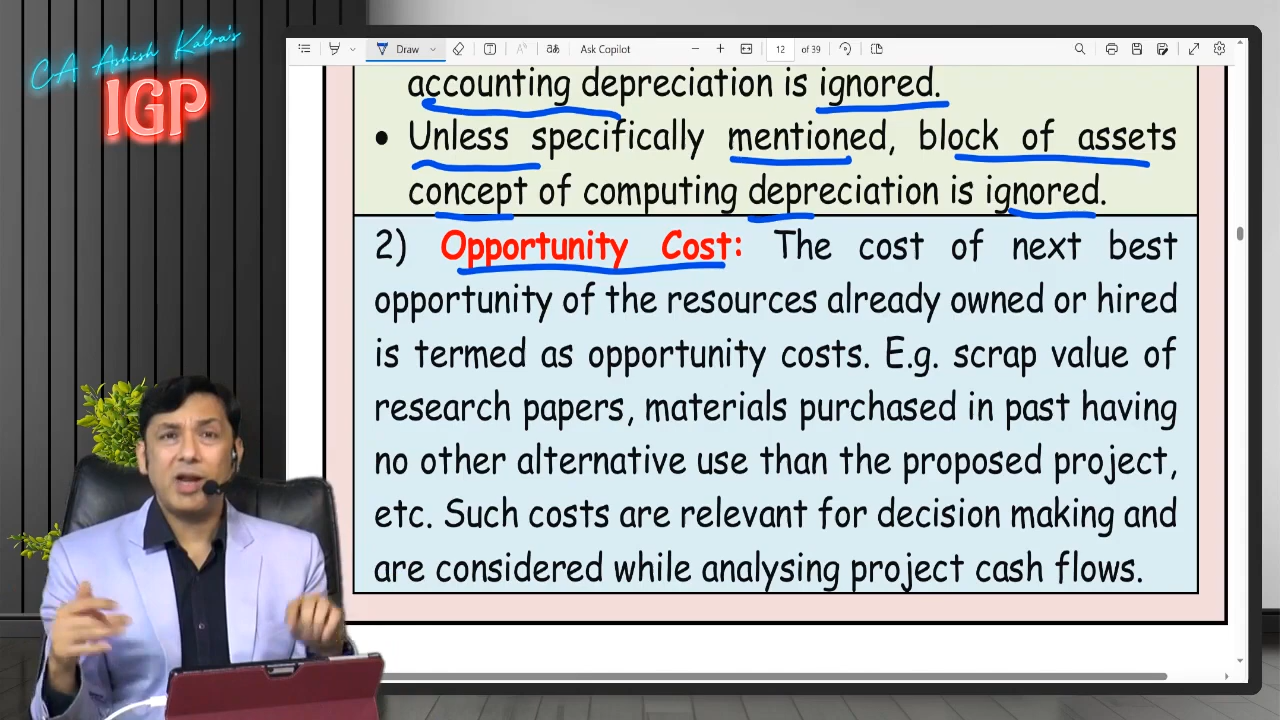 CA Ashish Kalra's
IGP
Draw
Ask Copilot
12 of 39
accounting depreciation is ignored.
• Unless specifically mentioned, block of assets
concept of computing depreciation is ignored.
2) Opportunity Cost: The cost of next best
opportunity of the resources already owned or hired
is termed as opportunity costs. E.g. scrap value of
research papers, materials purchased in past having
no other alternative use than the proposed project,
etc. Such costs are relevant for decision making and
are considered while analysing project cash flows.